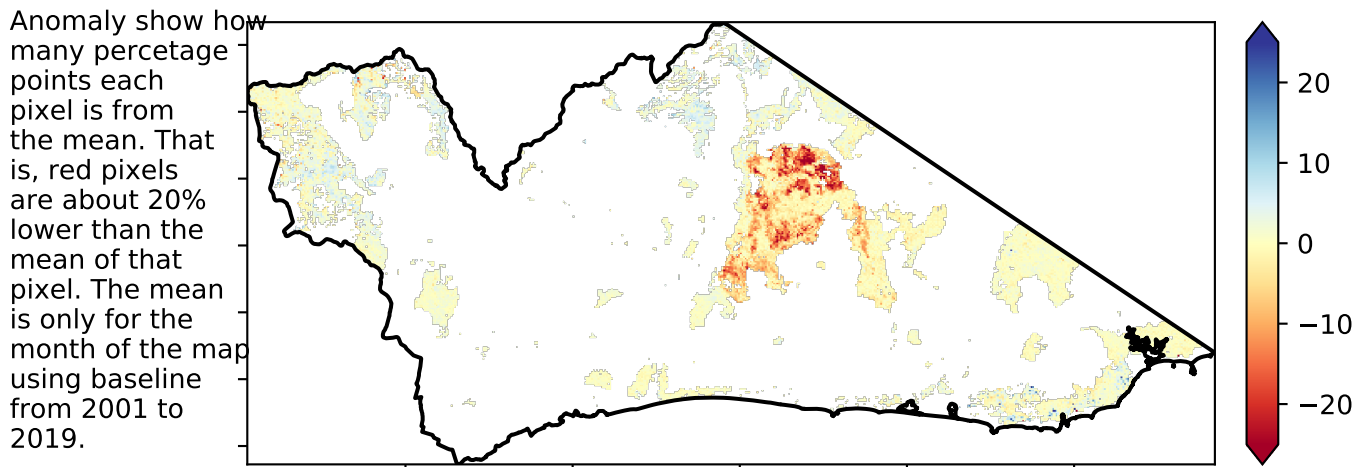 Anomaly show how
many percetage
points each
pixel is from
the mean. That
is, red pixels
are about 20%
lower than the
mean of that
pixel. The mean
is only for the
month of the map
using baseline
from 2001 to
2019.
20
10
0
−10
−20